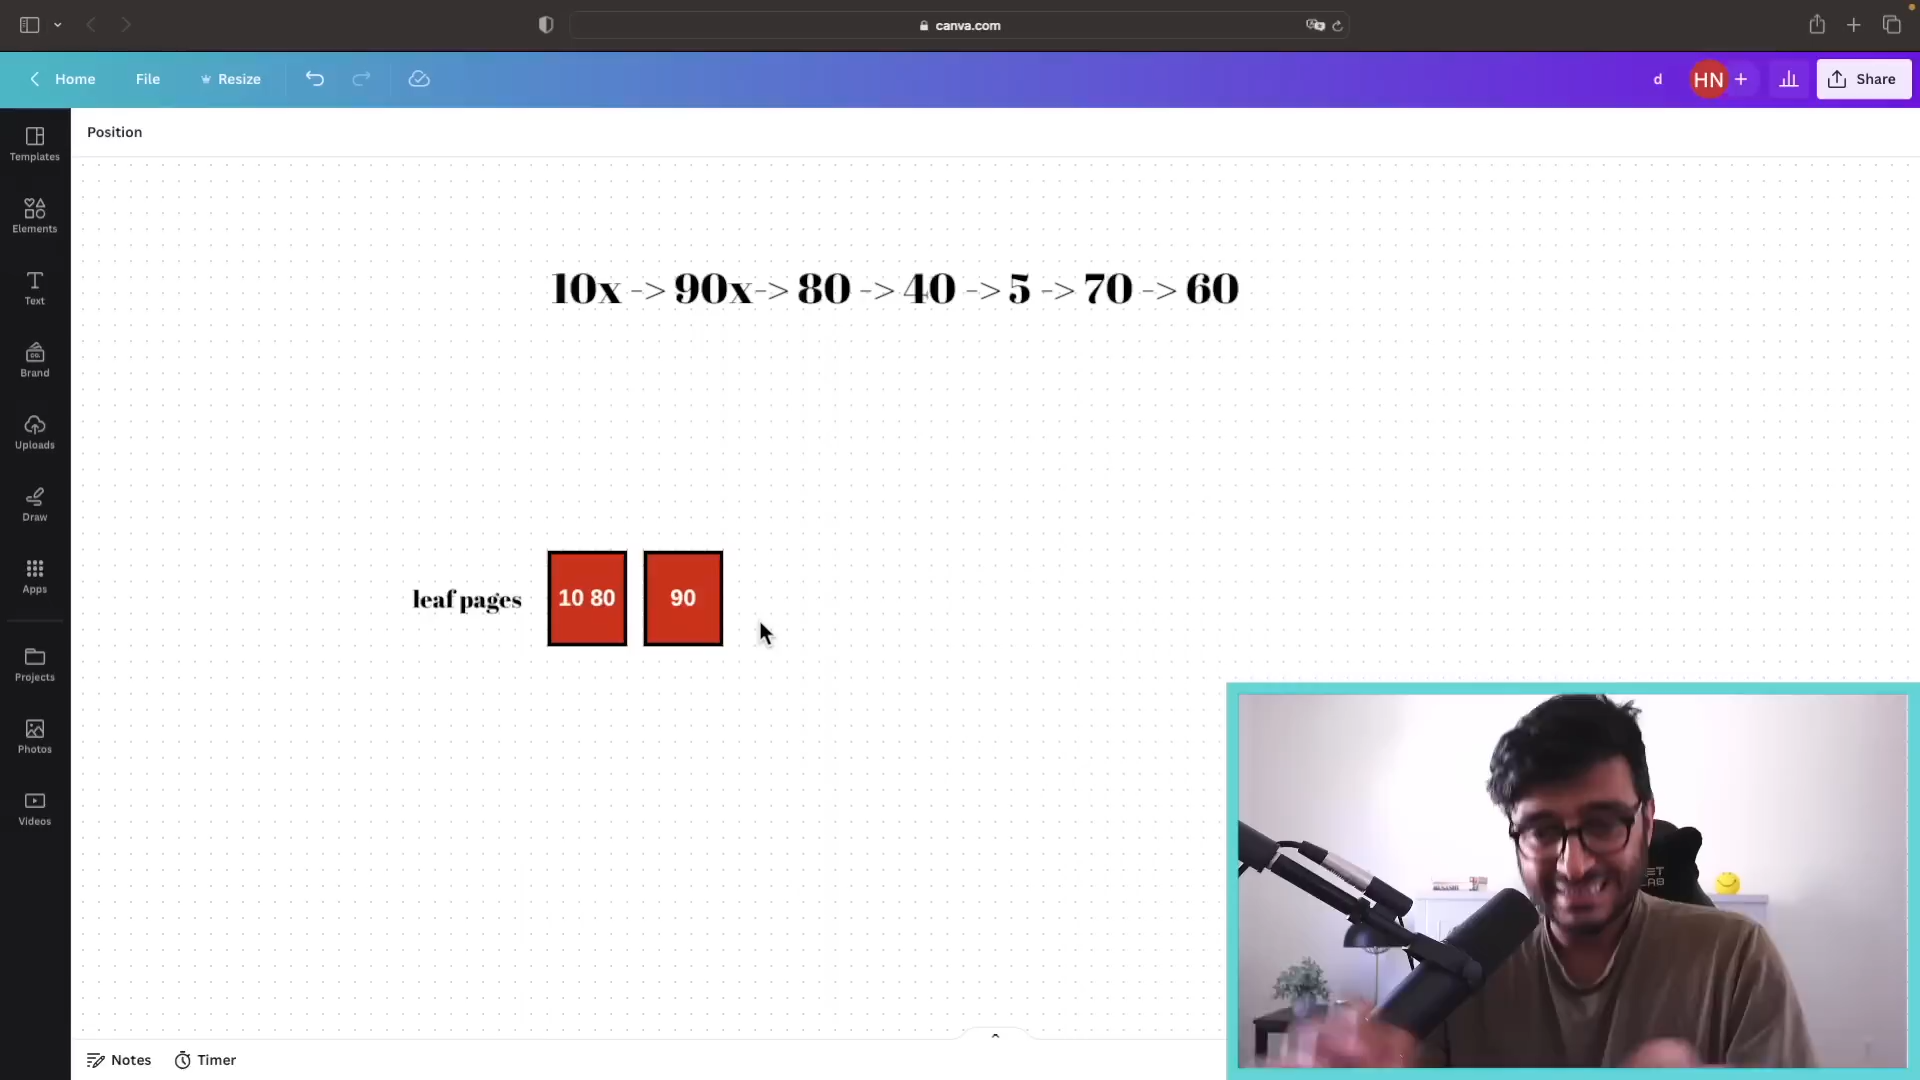 canva.com
Home
File
Resize
d
HN
+
Share
Position
Templates
Elements
Text
Brand
Uploads
Draw
Apps
Projects
Photos
Videos
10x -> 90x-> 80 -> 40 -> 5 -> 70 -> 60
leaf pages
10 80
90
Notes
Timer